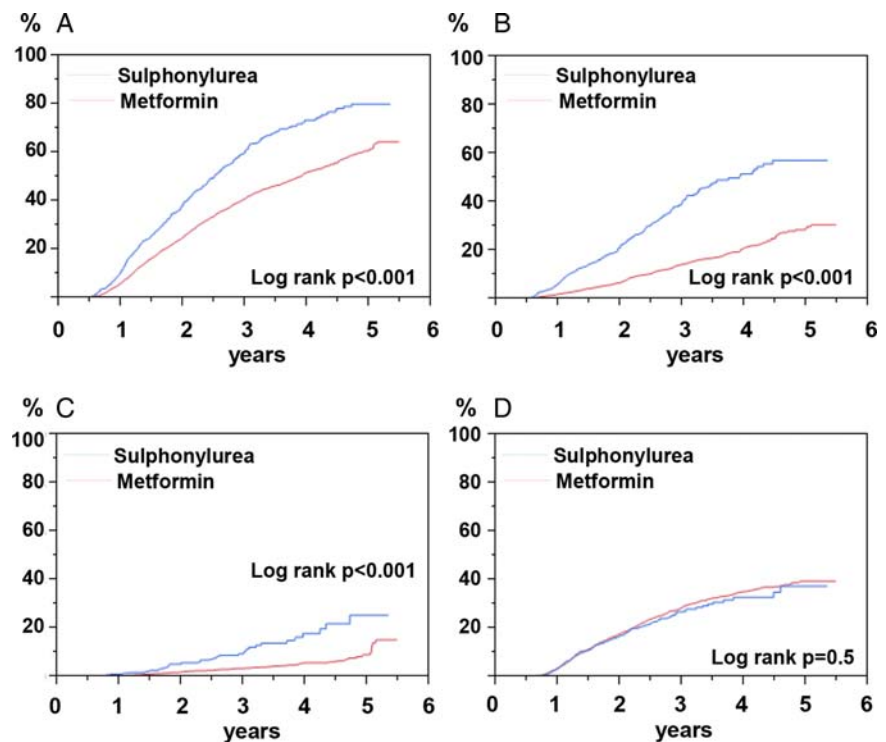 % A
100
80
60
40
20
Sulphonylurea
Metformin
Log rank p<0.001
0 1 2 3 4 5 6
years
% B
100
80
60
40
20
Sulphonylurea
Metformin
Log rank p<0.001
0 1 2 3 4 5 6
years
% C
100
80
60
40
20
Sulphonylurea
Metformin
Log rank p<0.001
0 1 2 3 4 5 6
years
% D
100
80
60
40
20
Sulphonylurea
Metformin
Log rank p=0.5
0 1 2 3 4 5 6
years